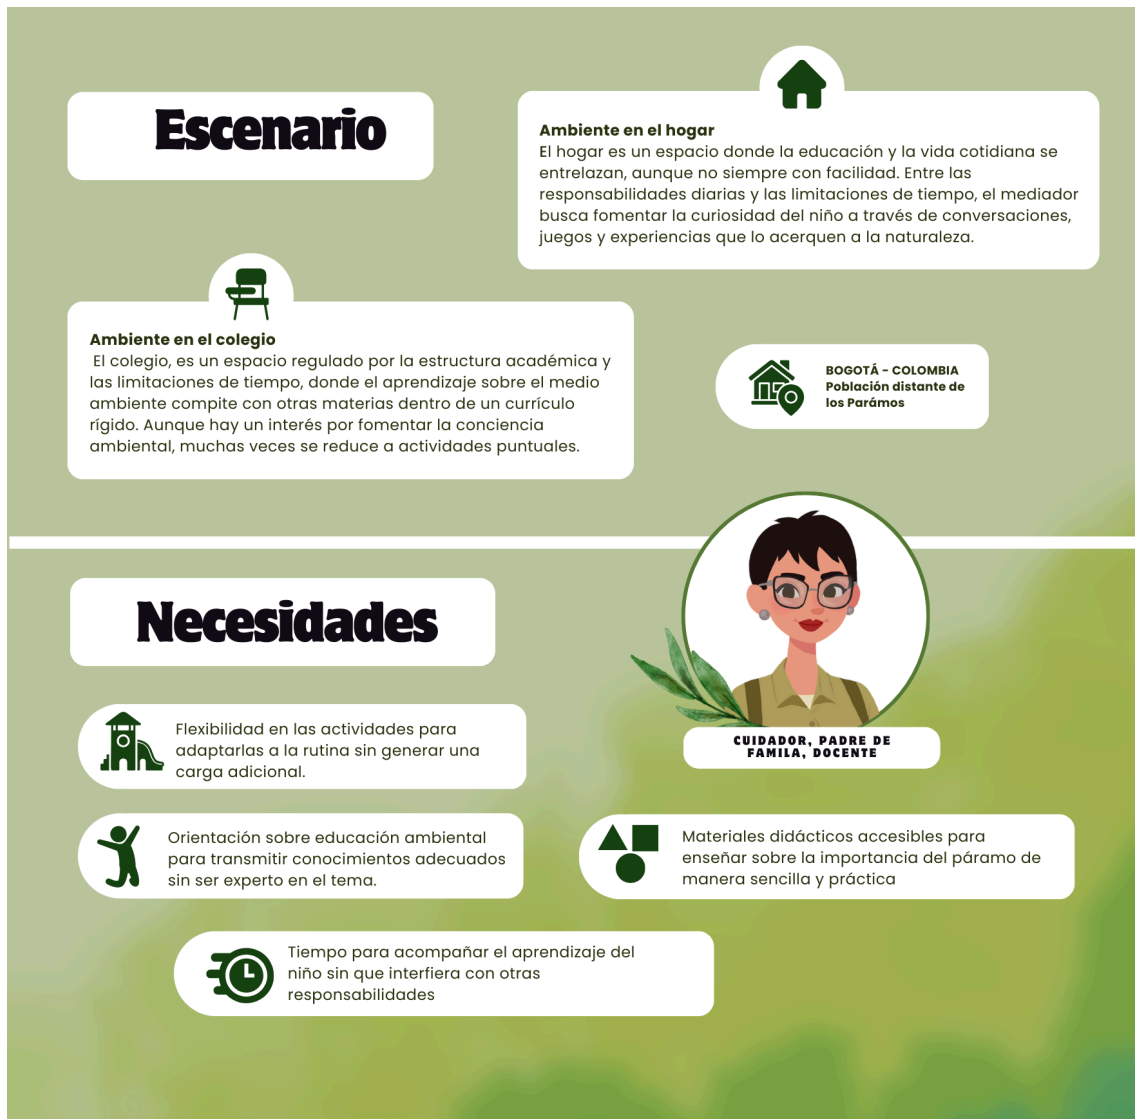 Escenario
Ambiente en el hogar
El hogar es un espacio donde la educación y la vida cotidiana se
entrelazan, aunque no siempre con facilidad. Entre las
responsabilidades diarias y las limitaciones de tiempo, el mediador
busca fomentar la curiosidad del niño a través de conversaciones,
juegos y experiencias que lo acerquen a la naturaleza.
Ambiente en el colegio
El colegio, es un espacio regulado por la estructura académica y
las limitaciones de tiempo, donde el aprendizaje sobre el medio
ambiente compite con otras materias dentro de un currículo
rígido. Aunque hay un interés por fomentar la conciencia
ambiental, muchas veces se reduce a actividades puntuales.
BOGOTÁ - COLOMBIA
Población distante de
los Parámos
Necesidades
CUIDADOR, PADRE DE
FAMILA, DOCENTE
Flexibilidad en las actividades para
adaptarlas a la rutina sin generar una
carga adicional.
Orientación sobre educación ambiental
para transmitir conocimientos adecuados
sin ser experto en el tema.
Materiales didácticos accesibles para
enseñar sobre la importancia del páramo de
manera sencilla y práctica
Tiempo para acompañar el aprendizaje del
niño sin que interfiera con otras
responsabilidades